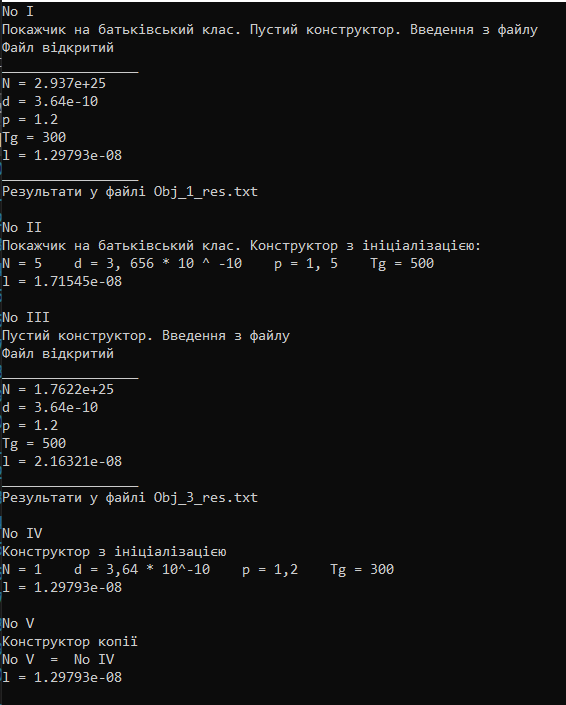 No I
Покажчик на батьківський клас. Пустий конструктор. Введення з файлу
Файл відкритий
_________________
N = 2.937e+25
d = 3.64e-10
p = 1.2
Tg = 300
l = 1.29793e-08
_________________
Результати у файлі Obj_1_res.txt
No II
Покажчик на батьківський клас. Конструктор з ініціалізацією:
N = 5    d = 3, 656 * 10 ^ -10    p = 1, 5    Tg = 500
l = 1.71545e-08
No III
Пустий конструктор. Введення з файлу
Файл відкритий
_________________
N = 1.7622e+25
d = 3.64e-10
p = 1.2
Tg = 500
l = 2.16321e-08
_________________
Результати у файлі Obj_3_res.txt
No IV
Конструктор з ініціалізацією
N = 1    d = 3,64 * 10^-10    p = 1,2    Tg = 300
l = 1.29793e-08
No V
Конструктор копії
No V  =  No IV
l = 1.29793e-08